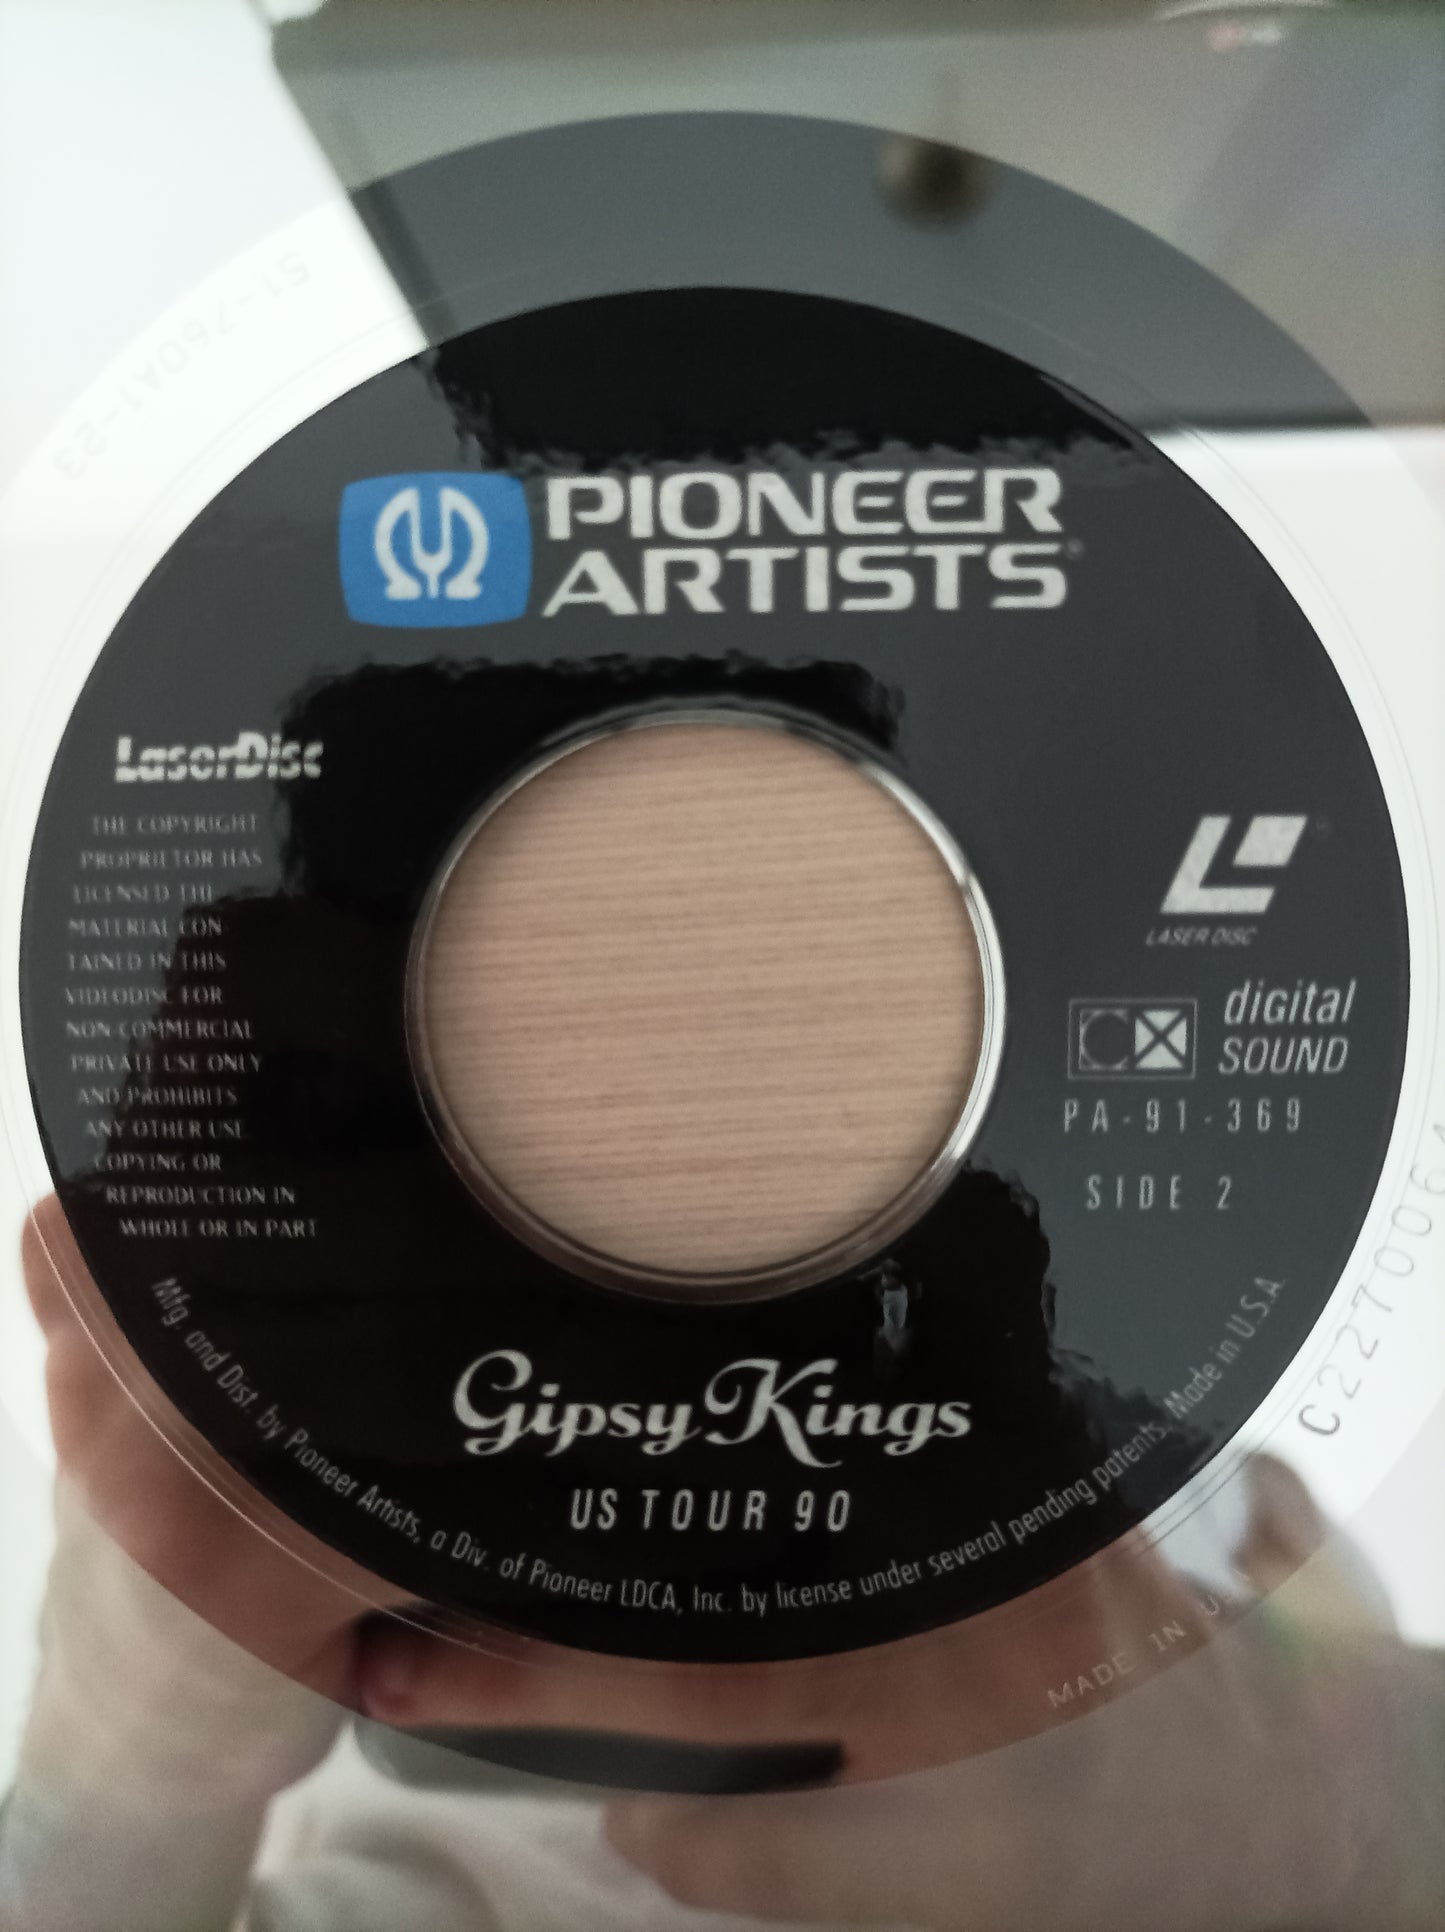 S1-760A1-23
PIONEER
ARTISTS®
LaserDisc
THE COPYRIGHT
PROPRIETOR HAS
LICENSED THE
MATERIAL CON-
TAINED IN THIS
VIDEODISC FOR
NON-COMMERCIAL
PRIVATE USE ONLY
AND PROHIBITS
ANY OTHER USE
COPYING OR
REPRODUCTION IN
WHOLE OR IN PART
LASER DISC
CX
digital
SOUND
PA-91-369
SIDE 2
Gipsy Kings
US TOUR 90
Mfg. and Dist. by Pioneer Artists, a Div. of Pioneer LDCA, Inc. by license under several pending patents. Made in U.S.A.
MADE IN